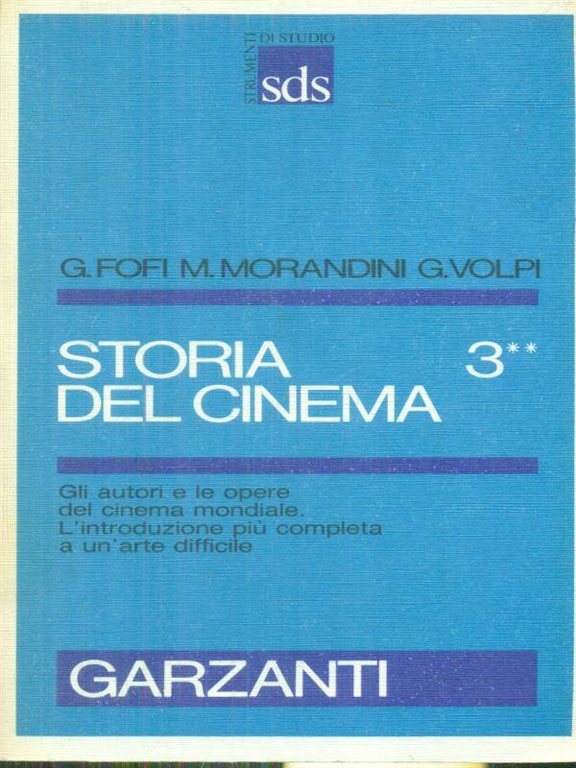 STRUMENTI
DI STUDIO
sds
G. FOFI M. MORANDINI G. VOLPI
STORIA 3**
DEL CINEMA
Gli autori e le opere
del cinema mondiale.
L'introduzione più completa
a un'arte difficile
GARZANTI